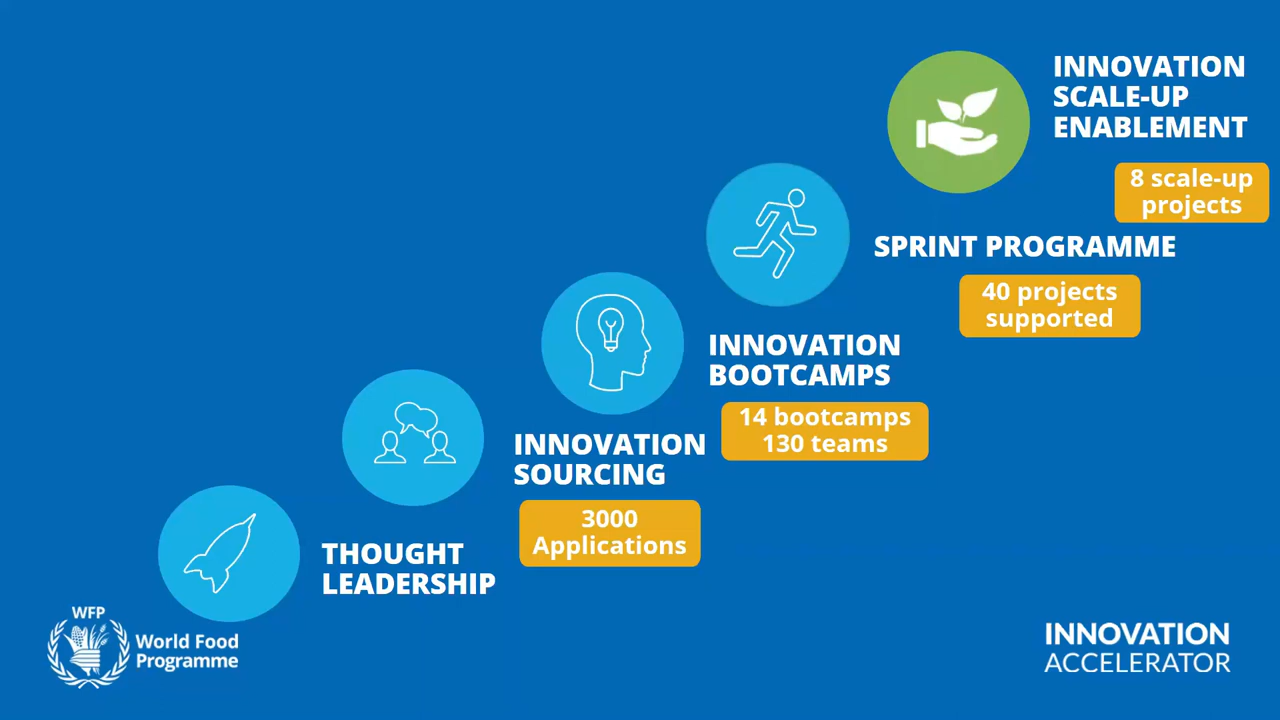 INNOVATION
SCALE-UP
ENABLEMENT
8 scale-up
projects
SPRINT PROGRAMME
40 projects
supported
INNOVATION
BOOTCAMPS
14 bootcamps
130 teams
INNOVATION
SOURCING
3000
Applications
THOUGHT
LEADERSHIP
WFP
World Food
Programme
INNOVATION
ACCELERATOR